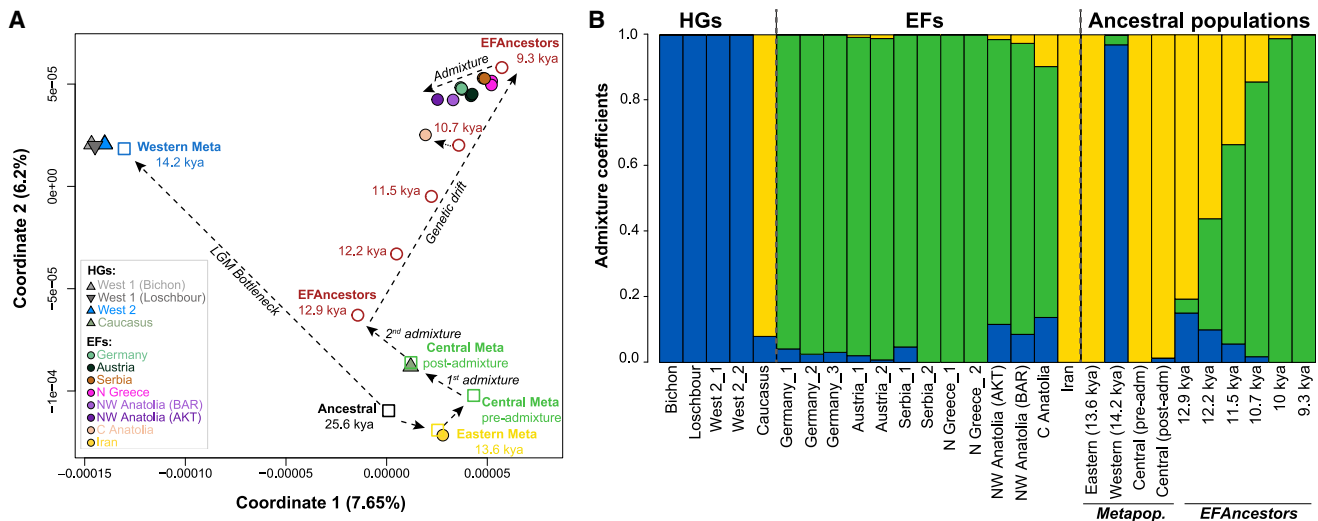 A
Coordinate 2 (6.2%)
5e−05
0e+00
−5e−05
−1e−04
−0.00015
−0.00010
−0.00005
0.00000
0.00005
Coordinate 1 (7.65%)
EFAncestors
9.3 kya
Admixture
10.7 kya
Western Meta
14.2 kya
11.5 kya
Genetic drift
12.2 kya
LGM Bottleneck
EFAncestors
12.9 kya
2nd admixture
Central Meta
post-admixture
1st admixture
Central Meta
pre-admixture
Ancestral
25.6 kya
Eastern Meta
13.6 kya
HGs:
West 1 (Bichon)
West 1 (Loschbour)
West 2
Caucasus
EFs:
Germany
Austria
Serbia
N Greece
NW Anatolia (BAR)
NW Anatolia (AKT)
C Anatolia
Iran
B
HGs
EFs
Ancestral populations
Admixture coefficients
1.0
0.8
0.6
0.4
0.2
0.0
Bichon
Loschbour
West 2_1
West 2_2
Caucasus
Germany_1
Germany_2
Germany_3
Austria_1
Austria_2
Serbia_1
Serbia_2
N Greece_1
N Greece_2
NW Anatolia (AKT)
NW Anatolia (BAR)
C Anatolia
Iran
Eastern (13.6 kya)
Western (14.2 kya)
Central (pre-adm)
Central (post-adm)
12.9 kya
12.2 kya
11.5 kya
10.7 kya
10 kya
9.3 kya
Metapop.
EFAncestors